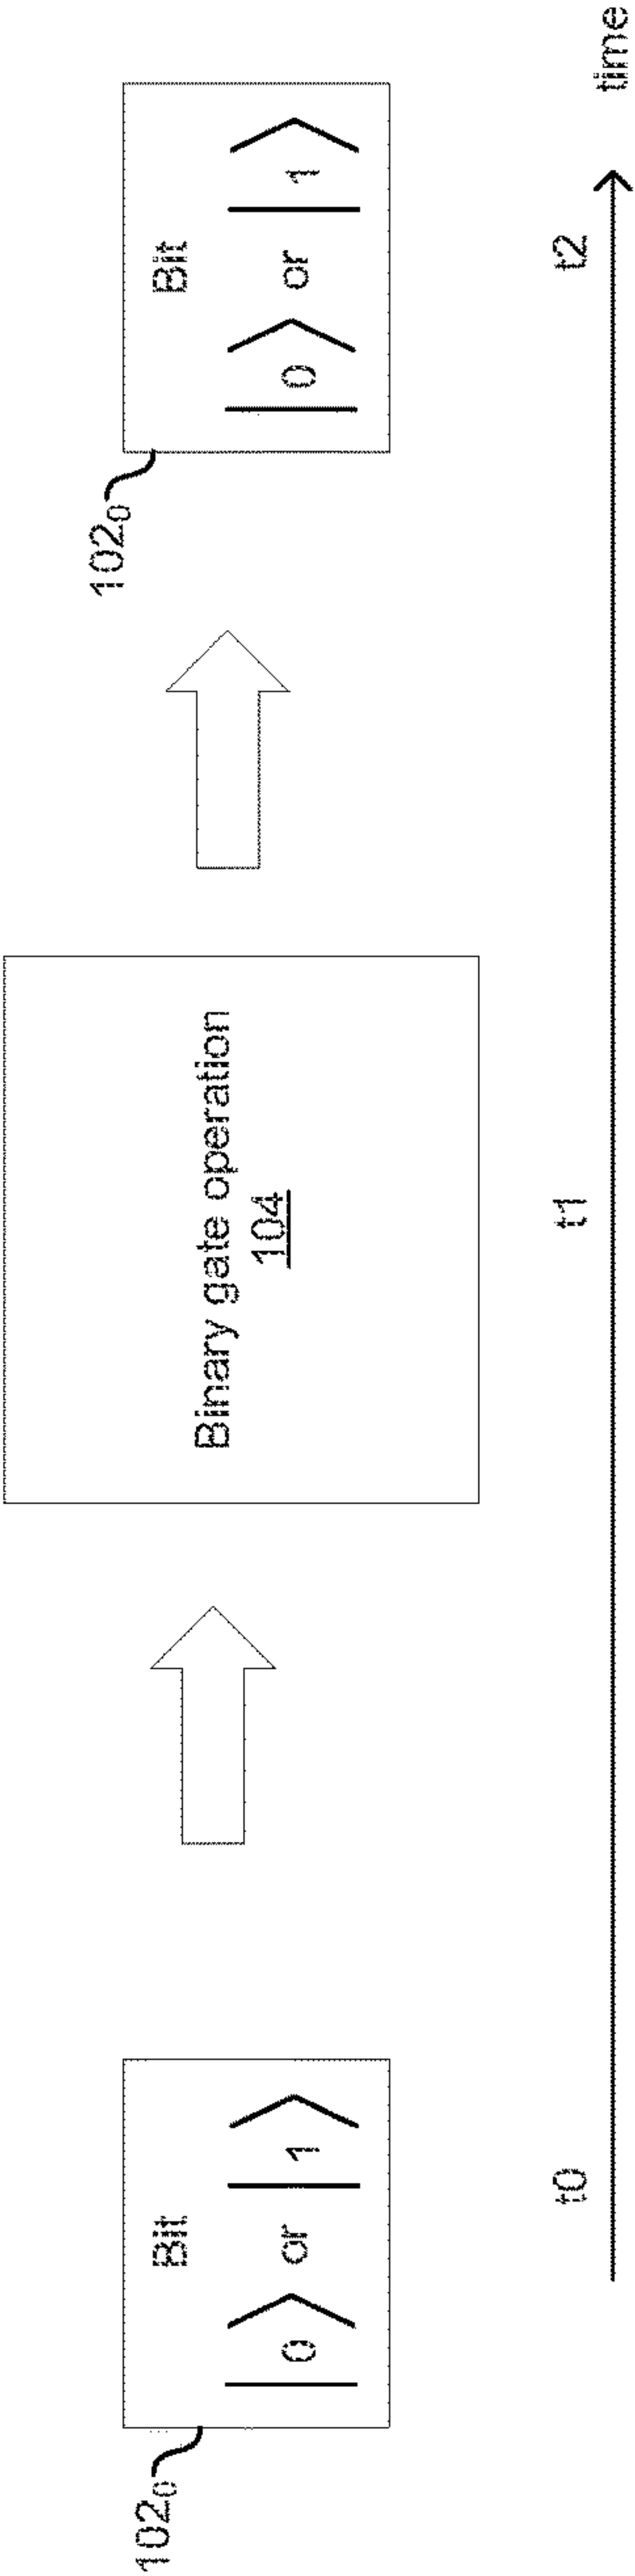 102₀
Bit
|0⟩ or |1⟩
Binary gate operation
104
102₀
Bit
|0⟩ or |1⟩
t0
t1
t2
time